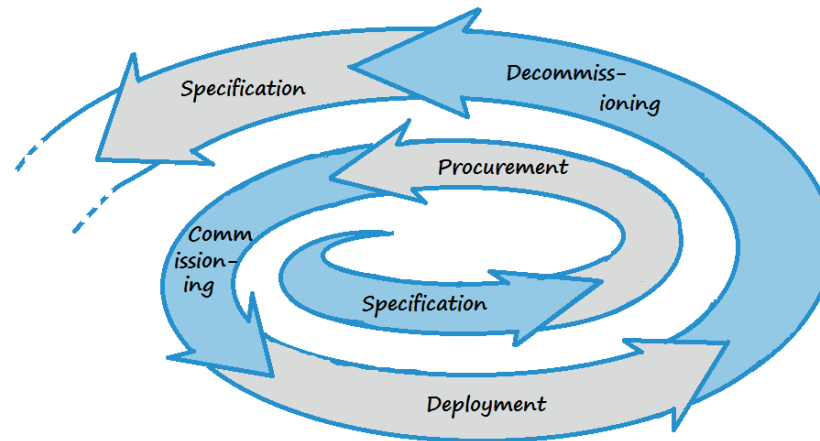 Specification
Decommiss-
ioning
Procurement
Comm
ission-
ing
Specification
Deployment